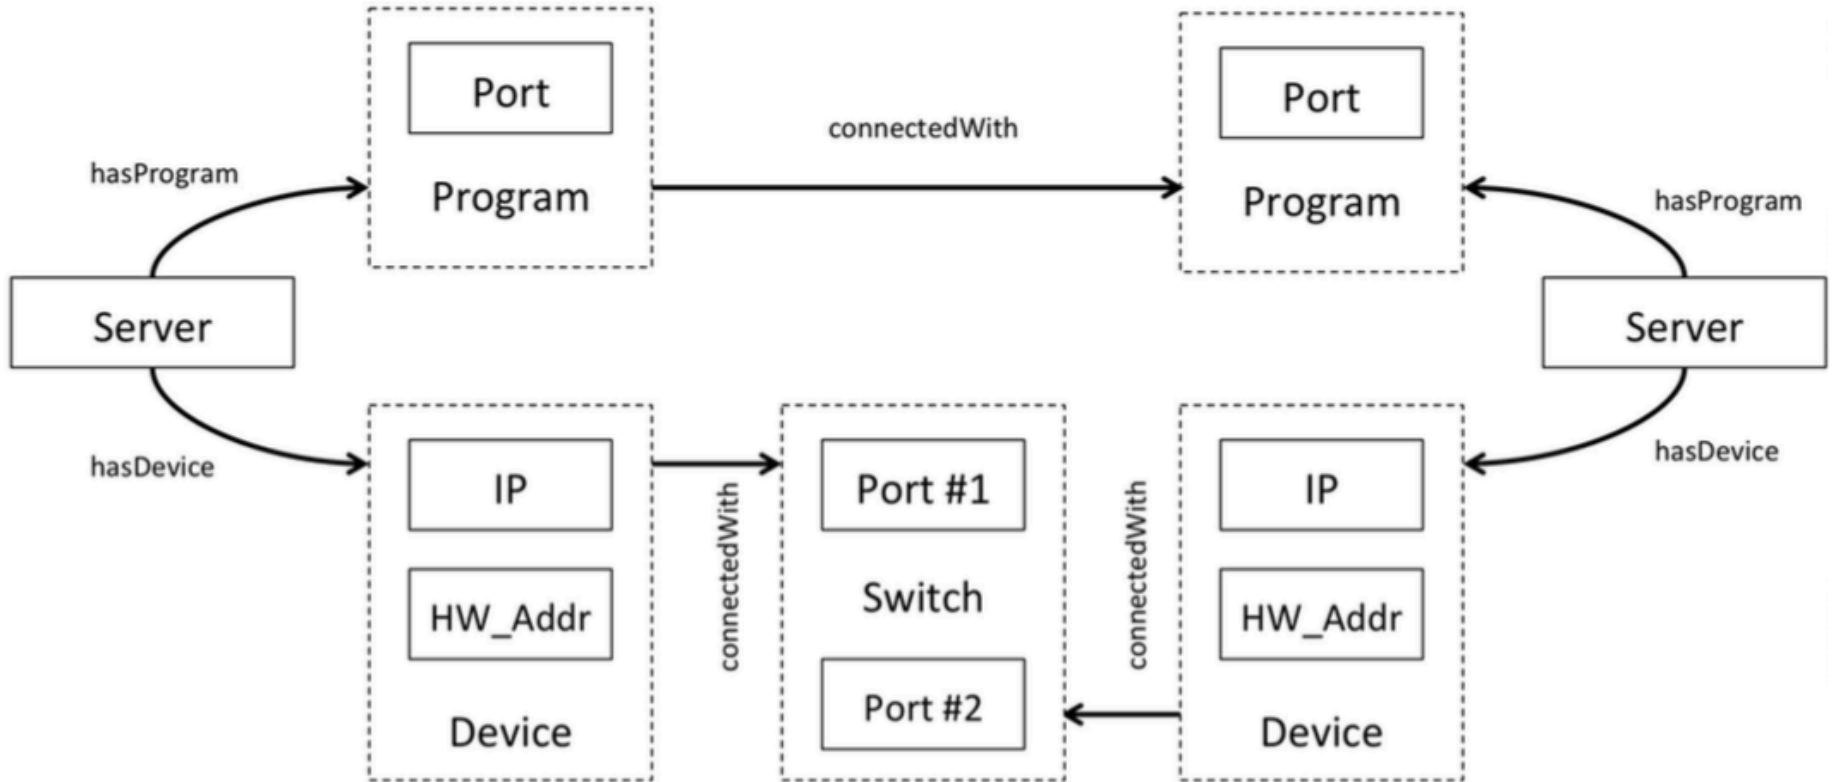 Port
Program
connectedWith
Port
Program
hasProgram
hasProgram
Server
Server
hasDevice
hasDevice
IP
HW_Addr
Device
connectedWith
Port #1
Switch
Port #2
connectedWith
IP
HW_Addr
Device